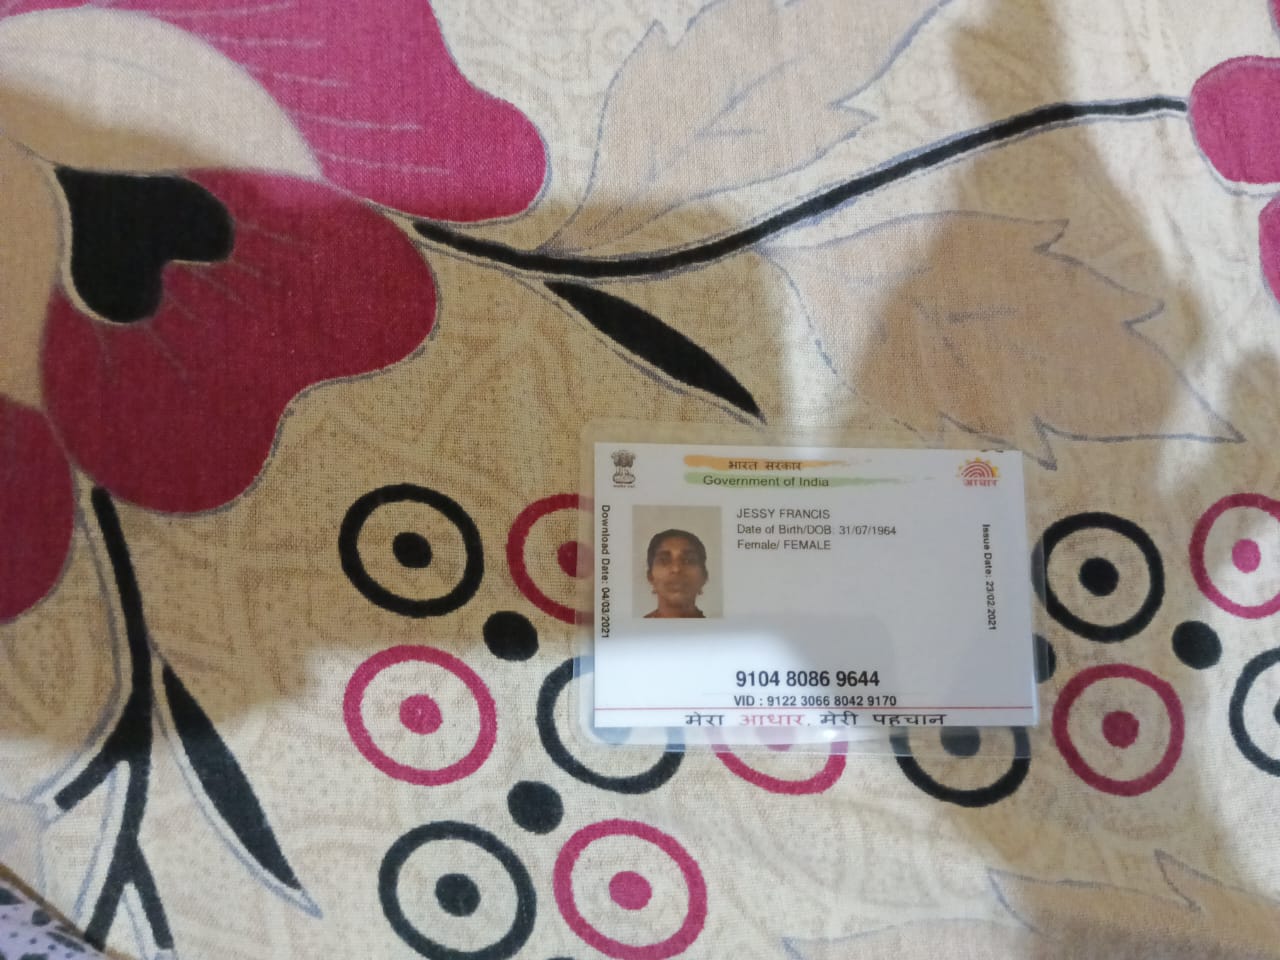 भारत सरकार
Government of India
आधार
Download Date: 04/03/2021
JESSY FRANCIS
Date of Birth/DOB: 31/07/1964
Female/ FEMALE
Issue Date: 23/02/2021
9104 8086 9644
VID : 9122 3066 8042 9170
मेरा आधार, मेरी पहचान